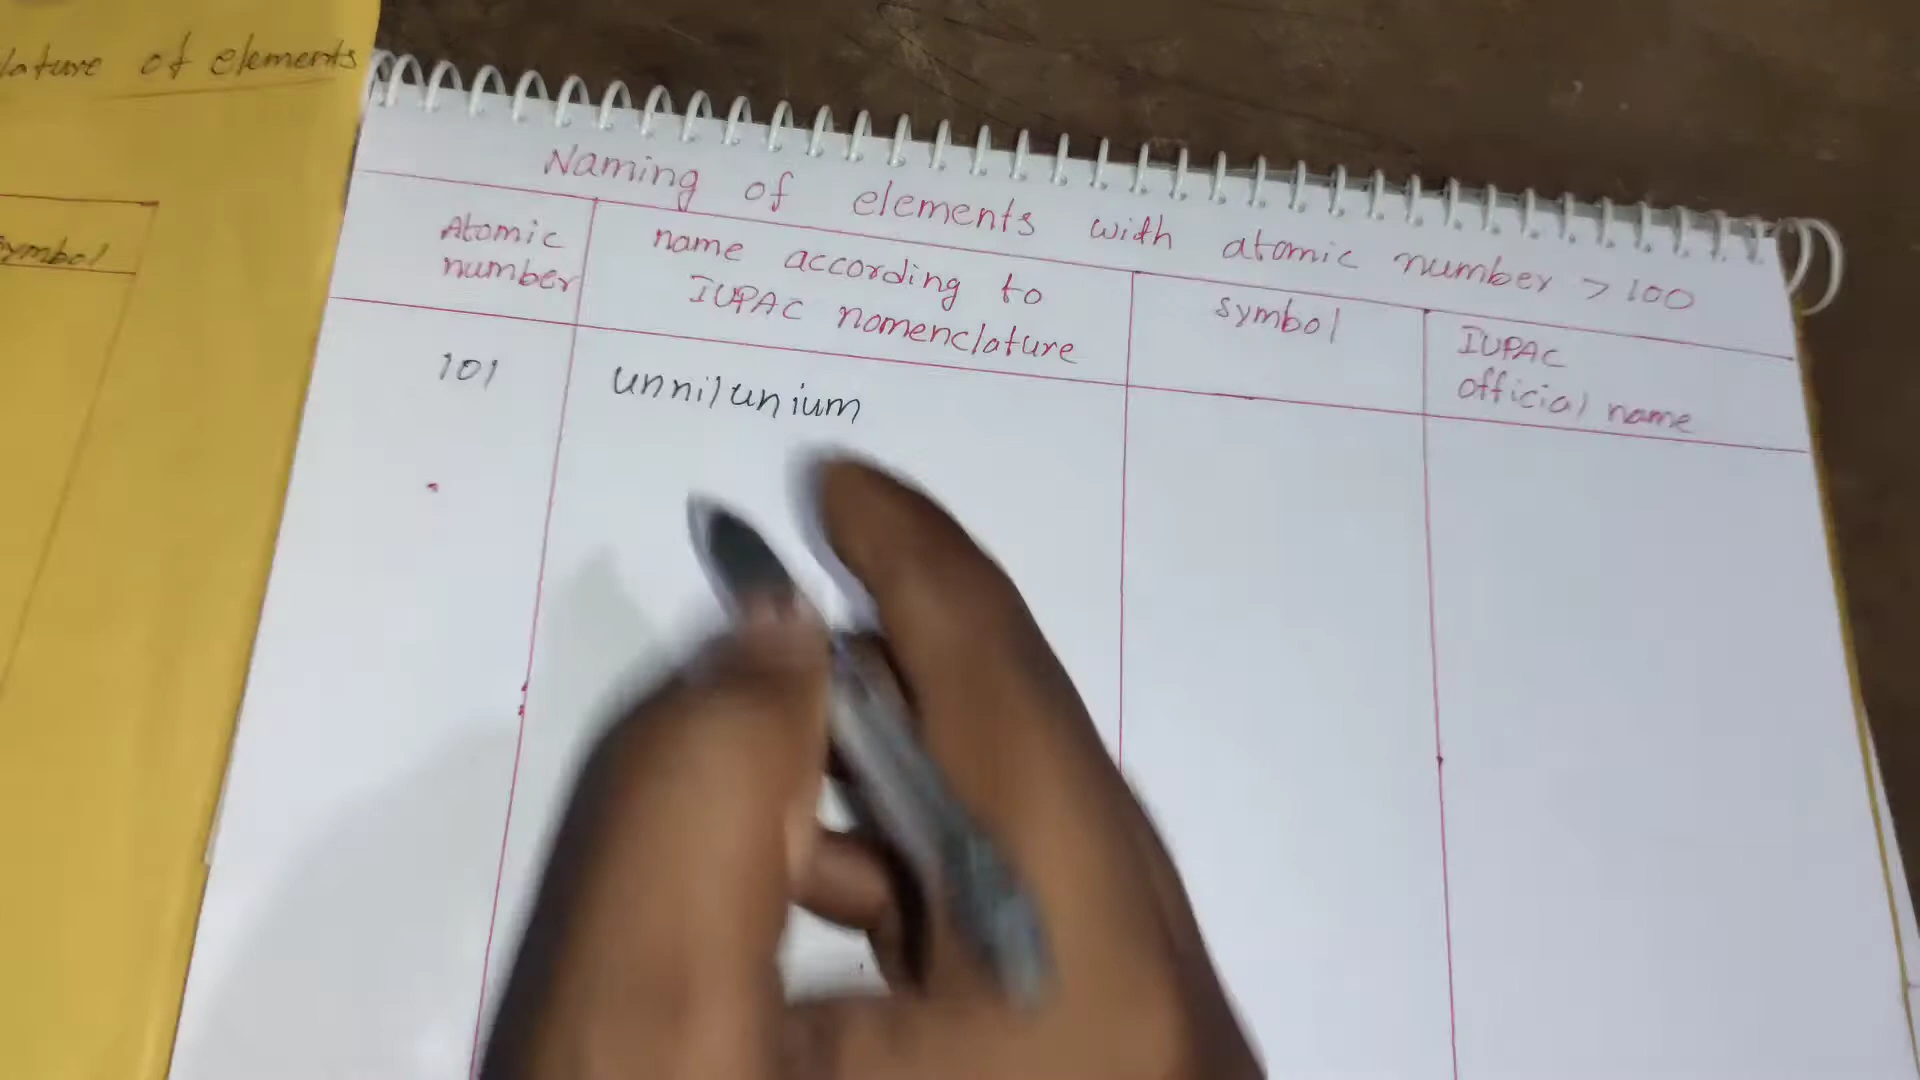 lature of elements
symbol
Naming of elements with atomic number > 100
Atomic
number
name according to
IUPAC nomenclature
symbol
IUPAC
official name
101
unnilunium